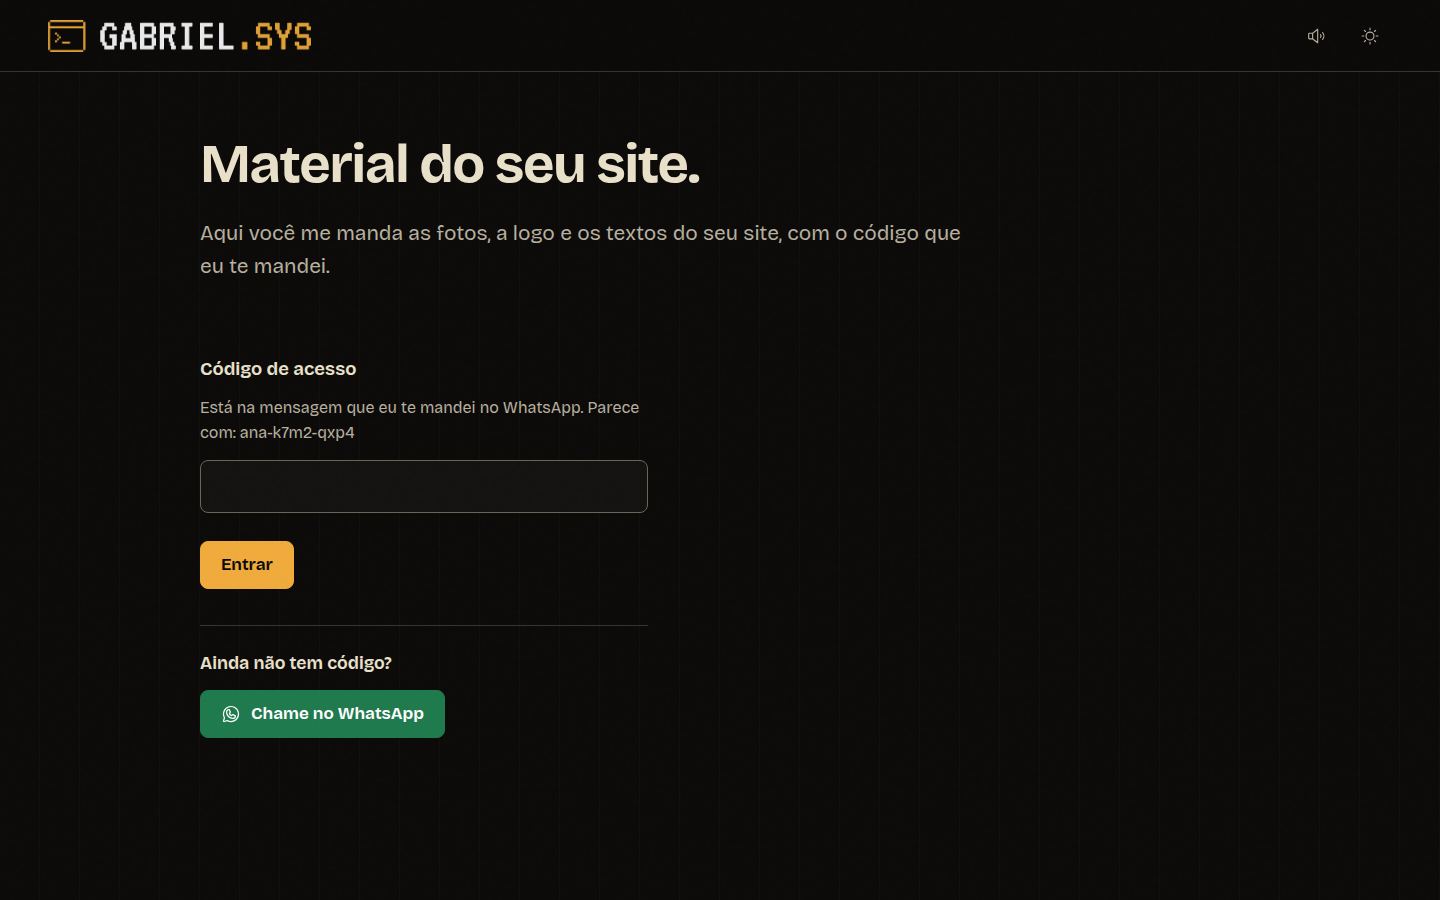 GABRIEL.SYS
Material do seu site.
Aqui você me manda as fotos, a logo e os textos do seu site, com o código que
eu te mandei.
Código de acesso
Está na mensagem que eu te mandei no WhatsApp. Parece
com: ana-k7m2-qxp4
Entrar
Ainda não tem código?
Chame no WhatsApp